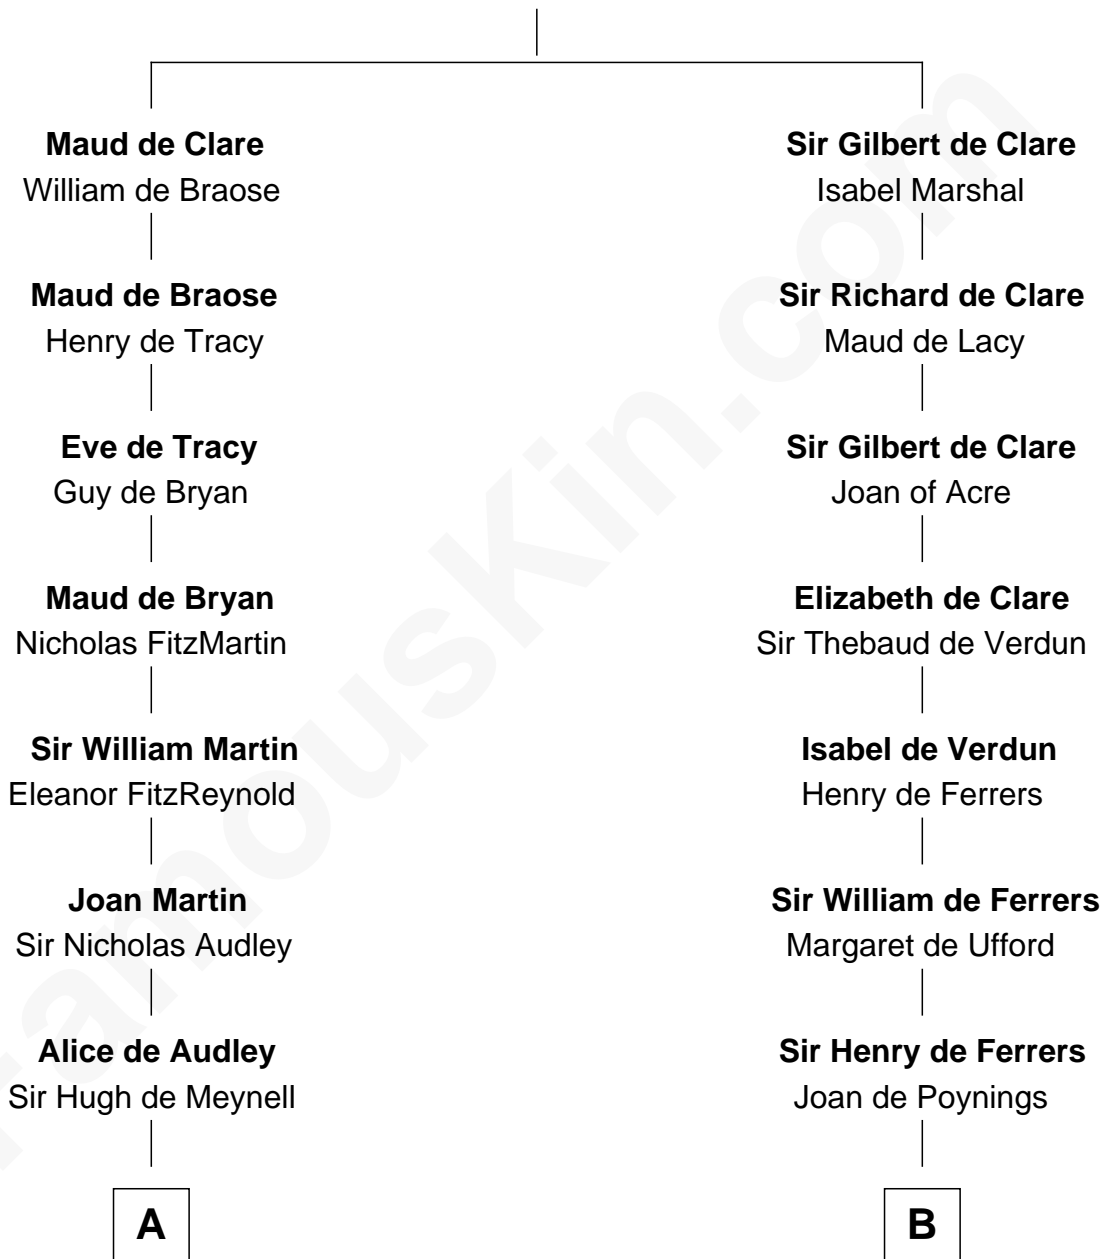 Maud de Clare
William de Braose
Sir Gilbert de Clare
Isabel Marshal
Maud de Braose
Henry de Tracy
Sir Richard de Clare
Maud de Lacy
Eve de Tracy
Guy de Bryan
Sir Gilbert de Clare
Joan of Acre
Maud de Bryan
Nicholas FitzMartin
Elizabeth de Clare
Sir Thebaud de Verdun
Sir William Martin
Eleanor FitzReynold
Isabel de Verdun
Henry de Ferrers
Joan Martin
Sir Nicholas Audley
Sir William de Ferrers
Margaret de Ufford
Alice de Audley
Sir Hugh de Meynell
Sir Henry de Ferrers
Joan de Poynings
A
B
FamousKin.com